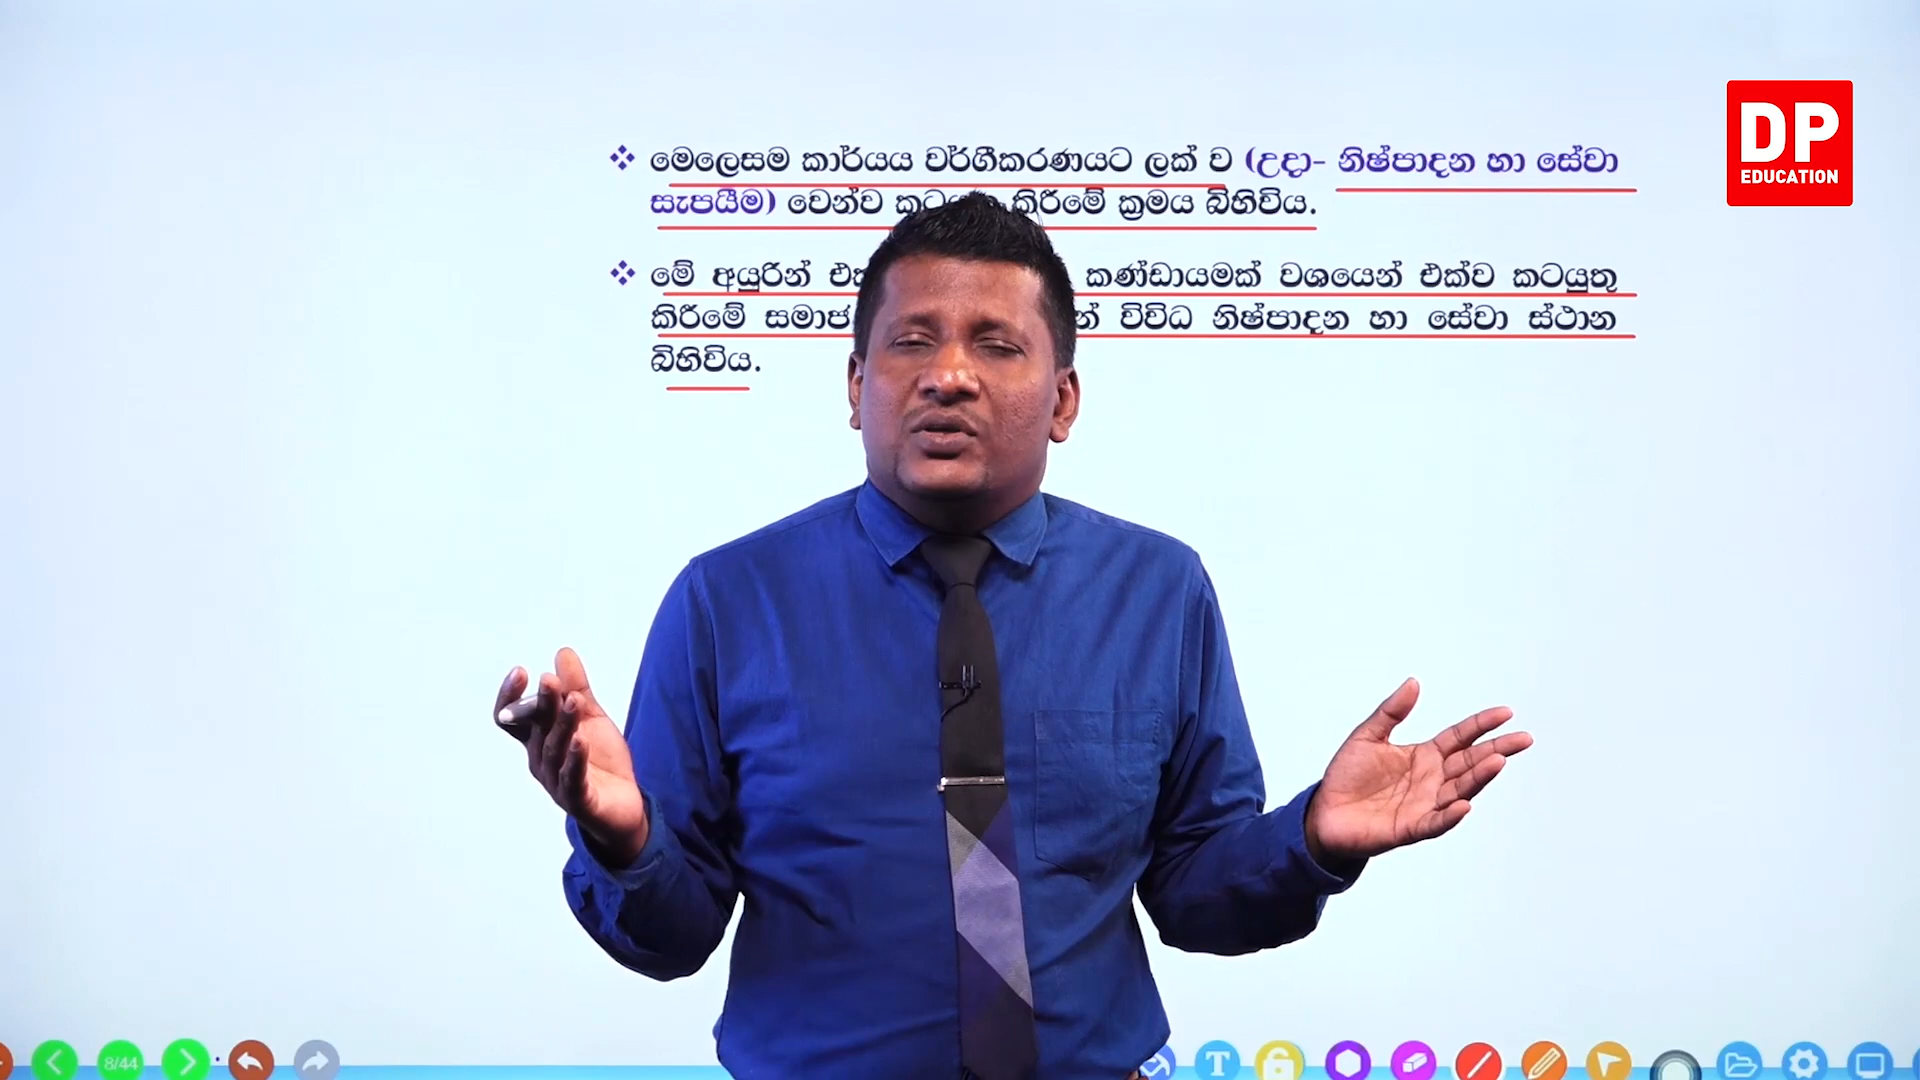 මෙලෙසම කාර්යය වර්ගීකරණයට ලක් ව (උදා- නිෂ්පාදන හා සේවා
සැපයීම) වෙන්ව කිරීමේ ක්‍රමය බිහිවිය.
මේ අයුරින් කණ්ඩායමක් වශයෙන් එක්ව කටයුතු
කිරීමේ විවිධ නිෂ්පාදන හා සේවා ස්ථාන
බිහිවිය.
DP
EDUCATION
8/44
T